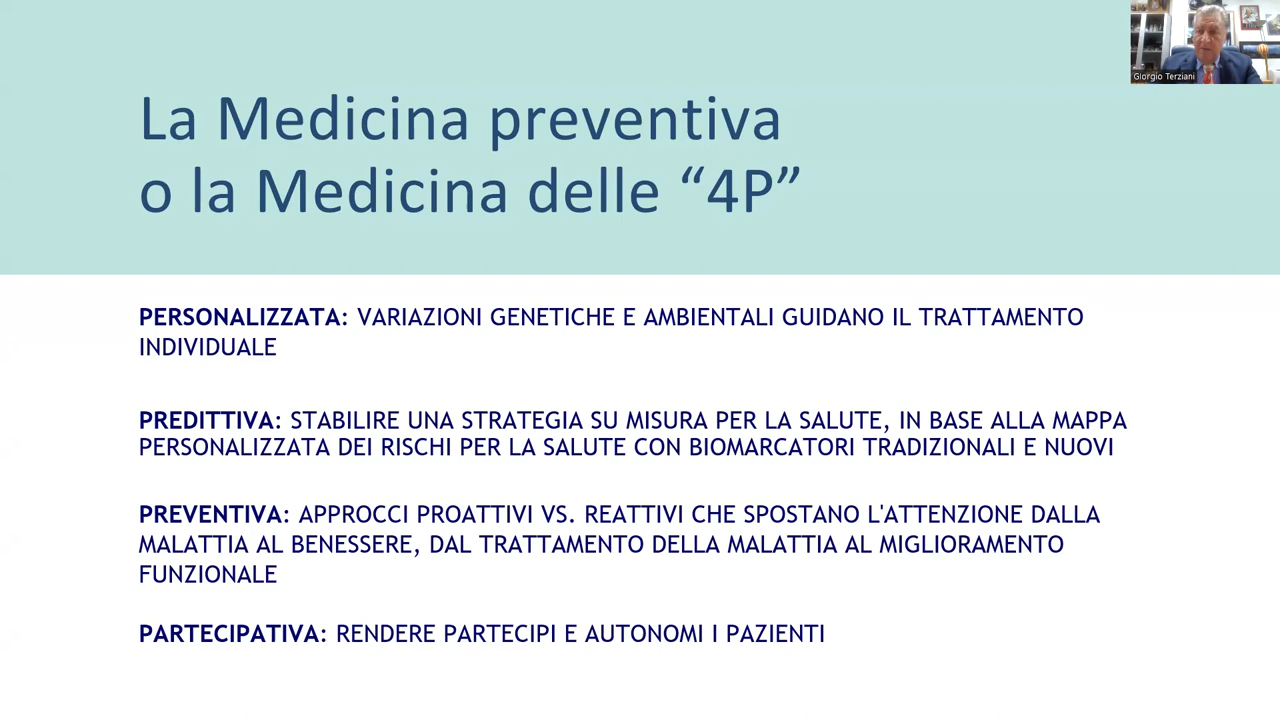 La Medicina preventiva
o la Medicina delle “4P”
Giorgio Terziani
PERSONALIZZATA: VARIAZIONI GENETICHE E AMBIENTALI GUIDANO IL TRATTAMENTO
INDIVIDUALE
PREDITTIVA: STABILIRE UNA STRATEGIA SU MISURA PER LA SALUTE, IN BASE ALLA MAPPA
PERSONALIZZATA DEI RISCHI PER LA SALUTE CON BIOMARCATORI TRADIZIONALI E NUOVI
PREVENTIVA: APPROCCI PROATTIVI VS. REATTIVI CHE SPOSTANO L'ATTENZIONE DALLA
MALATTIA AL BENESSERE, DAL TRATTAMENTO DELLA MALATTIA AL MIGLIORAMENTO
FUNZIONALE
PARTECIPATIVA: RENDERE PARTECIPI E AUTONOMI I PAZIENTI